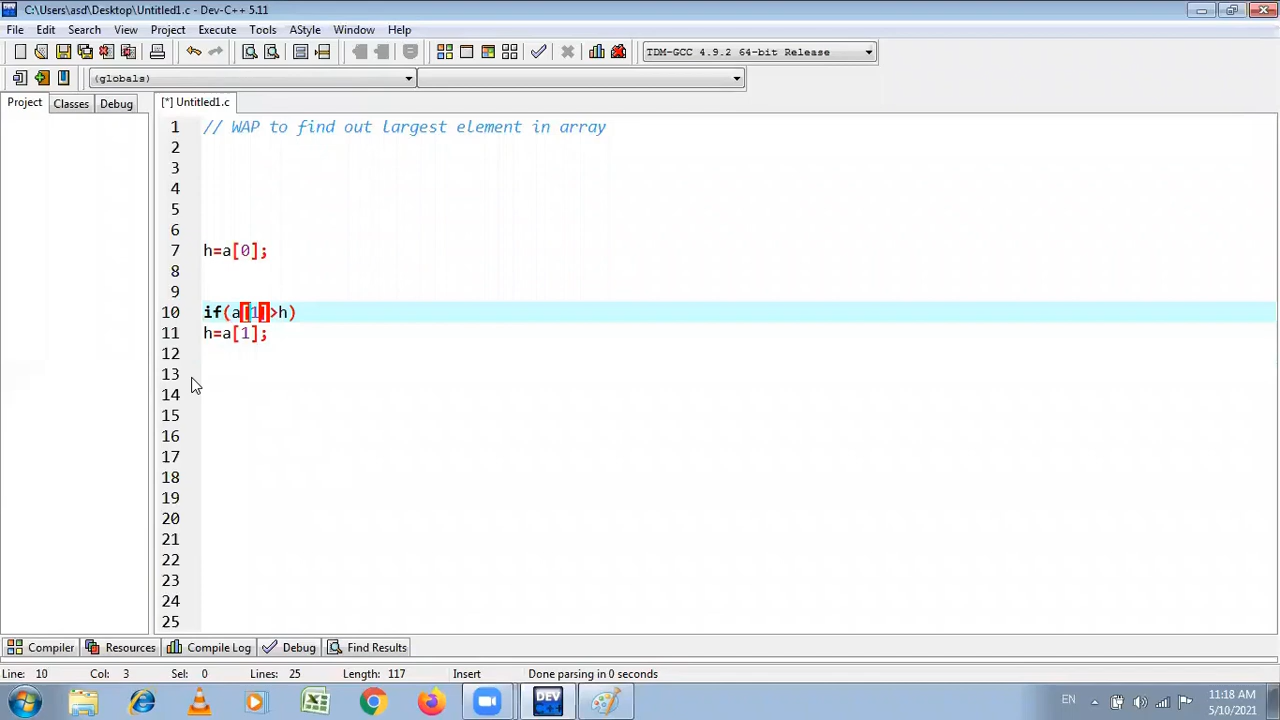 C:\Users\asd\Desktop\Untitled1.c - Dev-C++ 5.11
File Edit Search View Project Execute Tools AStyle Window Help
TDM-GCC 4.9.2 64-bit Release
(globals)
Project Classes Debug [*] Untitled1.c
1 // WAP to find out largest element in array
2
3
4
5
6
7 h=a[0];
8
9
10 if(a[1]>h)
11 h=a[1];
12
13
14
15
16
17
18
19
20
21
22
23
24
25
Compiler Resources Compile Log Debug Find Results
Line: 10 Col: 3 Sel: 0 Lines: 25 Length: 117 Insert Done parsing in 0 seconds
DEV C++ EN 11:18 AM
5/10/2021